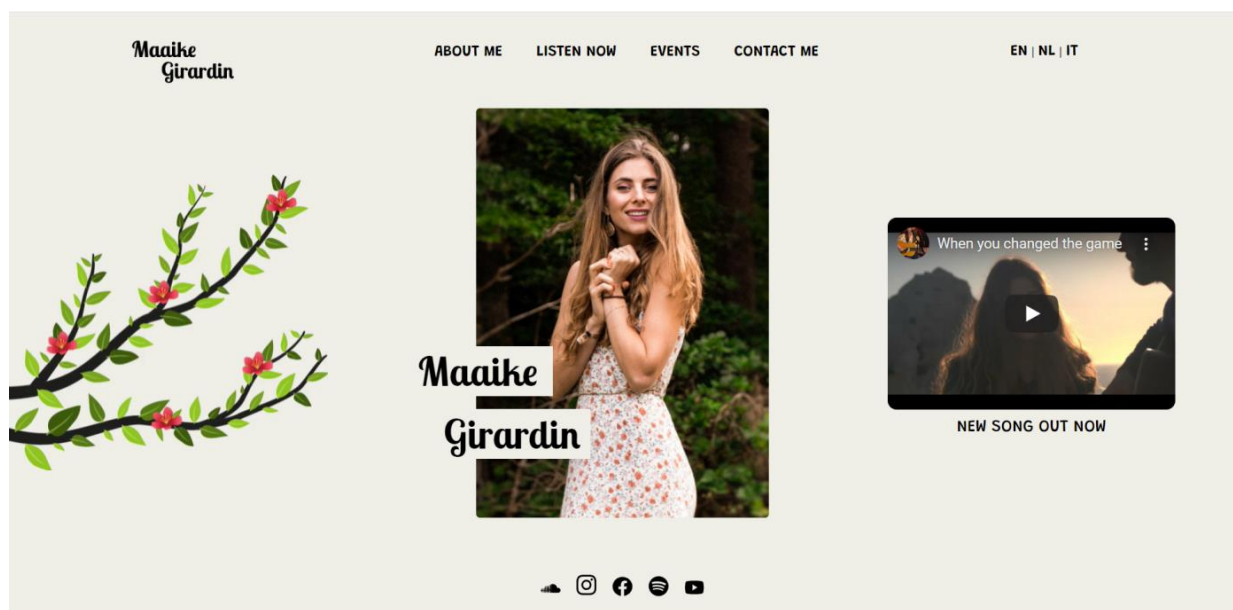 Maaike
Girardin
ABOUT ME LISTEN NOW EVENTS CONTACT ME
EN | NL | IT
When you changed the game
Maaike
Girardin
NEW SONG OUT NOW